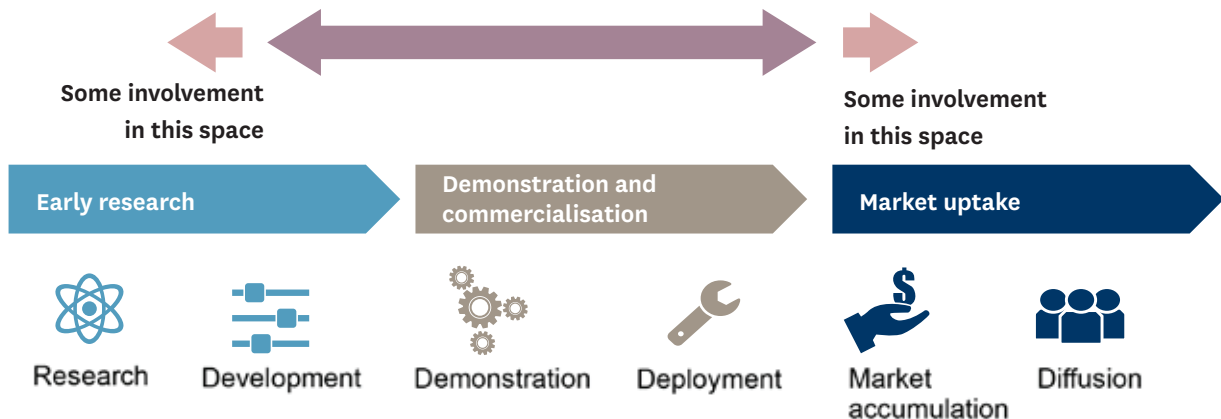 Some involvement
in this space
Some involvement
in this space
Early research
Demonstration and
commercialisation
Market uptake
$
Research
Development
Demonstration
Deployment
Market
accumulation
Diffusion